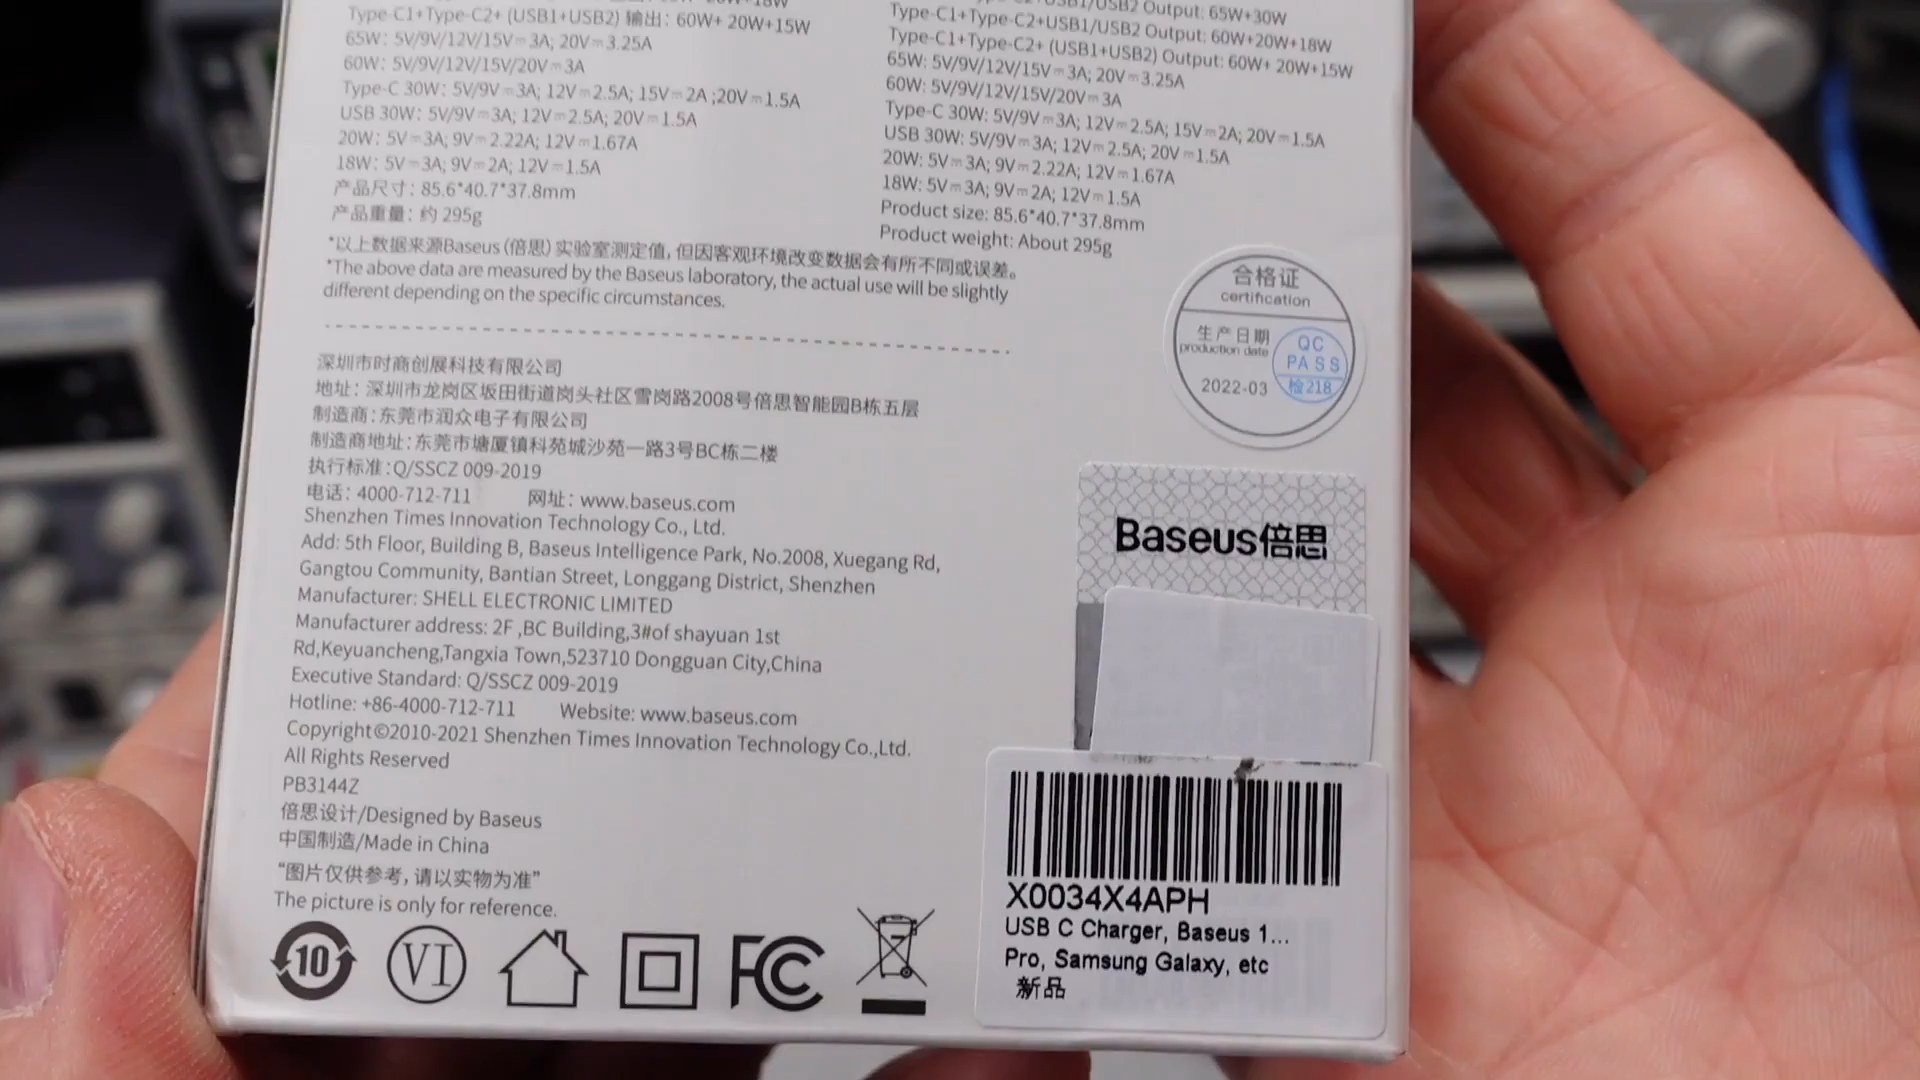 Type-C1+Type-C2+ (USB1+USB2) 输出: 60W+ 20W+15W
65W: 5V/9V/12V/15V⎓3A; 20V⎓3.25A
60W: 5V/9V/12V/15V/20V⎓3A
Type-C 30W: 5V/9V⎓3A; 12V⎓2.5A; 15V⎓2A ;20V⎓1.5A
USB 30W: 5V/9V⎓3A; 12V⎓2.5A; 20V⎓1.5A
20W: 5V⎓3A; 9V⎓2.22A; 12V⎓1.67A
18W: 5V⎓3A; 9V⎓2A; 12V⎓1.5A
产品尺寸: 85.6*40.7*37.8mm
产品重量: 约 295g
USB1/USB2 Output: 65W+30W
Type-C1+Type-C2+USB1/USB2 Output: 60W+20W+18W
Type-C1+Type-C2+ (USB1+USB2) Output: 60W+ 20W+15W
65W: 5V/9V/12V/15V⎓3A; 20V⎓3.25A
60W: 5V/9V/12V/15V/20V⎓3A
Type-C 30W: 5V/9V⎓3A; 12V⎓2.5A; 15V⎓2A; 20V⎓1.5A
USB 30W: 5V/9V⎓3A; 12V⎓2.5A; 20V⎓1.5A
20W: 5V⎓3A; 9V⎓2.22A; 12V⎓1.67A
18W: 5V⎓3A; 9V⎓2A; 12V⎓1.5A
Product size: 85.6*40.7*37.8mm
Product weight: About 295g
*以上数据来源Baseus (倍思) 实验室测定值, 但因客观环境改变数据会有所不同或误差。
*The above data are measured by the Baseus laboratory, the actual use will be slightly
different depending on the specific circumstances.
合格证
certification
生产日期
production date
2022-03
QC
PASS
检218
深圳市时商创展科技有限公司
地址: 深圳市龙岗区坂田街道岗头社区雪岗路2008号倍思智能园B栋五层
制造商:东莞市润众电子有限公司
制造商地址:东莞市塘厦镇科苑城沙苑一路3号BC栋二楼
执行标准:Q/SSCZ 009-2019
电话: 4000-712-711 网址: www.baseus.com
Shenzhen Times Innovation Technology Co., Ltd.
Add: 5th Floor, Building B, Baseus Intelligence Park, No.2008, Xuegang Rd,
Gangtou Community, Bantian Street, Longgang District, Shenzhen
Manufacturer: SHELL ELECTRONIC LIMITED
Manufacturer address: 2F ,BC Building,3#of shayuan 1st
Rd,Keyuancheng,Tangxia Town,523710 Dongguan City,China
Executive Standard: Q/SSCZ 009-2019
Hotline: +86-4000-712-711 Website: www.baseus.com
Copyright©2010-2021 Shenzhen Times Innovation Technology Co.,Ltd.
All Rights Reserved
PB3144Z
倍思设计/Designed by Baseus
中国制造/Made in China
"图片仅供参考, 请以实物为准"
The picture is only for reference.
10
VI
FC
Baseus倍思
X0034X4APH
USB C Charger, Baseus 1...
Pro, Samsung Galaxy, etc
新品